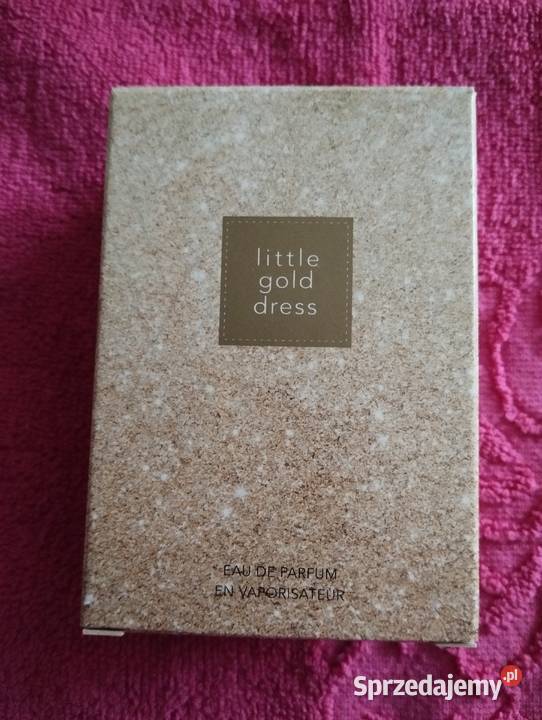 little
gold
dress
EAU DE PARFUM
EN VAPORISATEUR
Sprzedajemy.pl